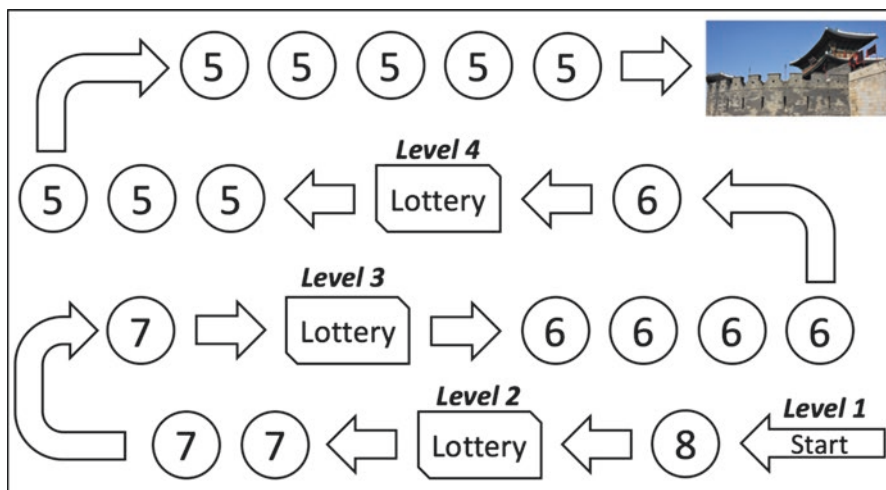 5 5 5 5 5
Level 4
5 5 5 Lottery 6
Level 3
7 Lottery 6 6 6 6
Level 2 Level 1
7 7 Lottery 8 Start